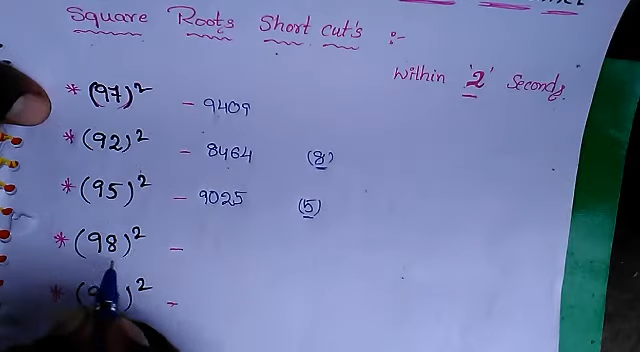 Square Roots Short cut's :-
Within '2' Seconds.
* (97)² - 9409
* (92)² - 8464 (8)
* (95)² - 9025 (5)
* (98)² -